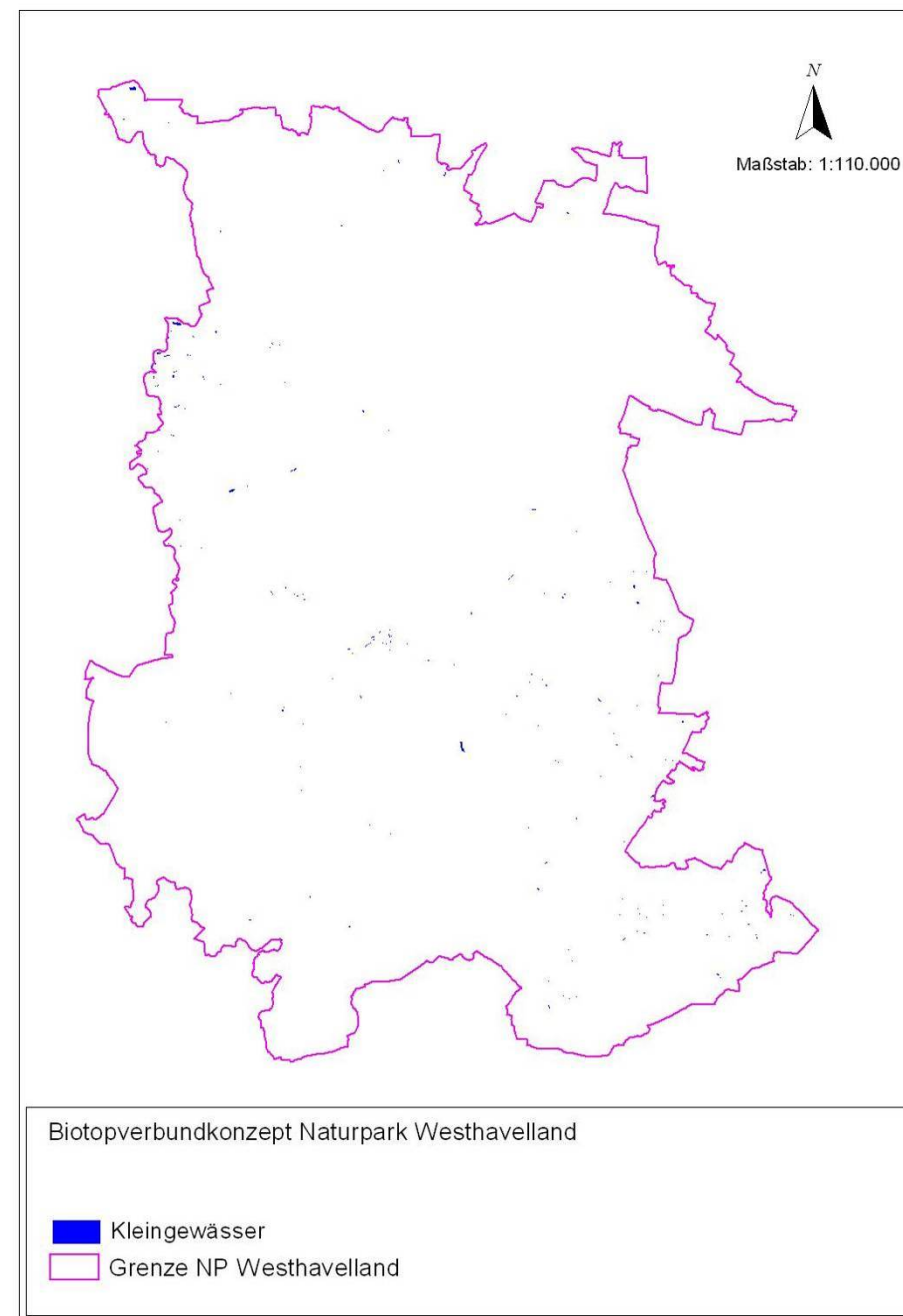 N
Maßstab: 1:110.000
Biotopverbundkonzept Naturpark Westhavelland
Kleingewässer
Grenze NP Westhavelland